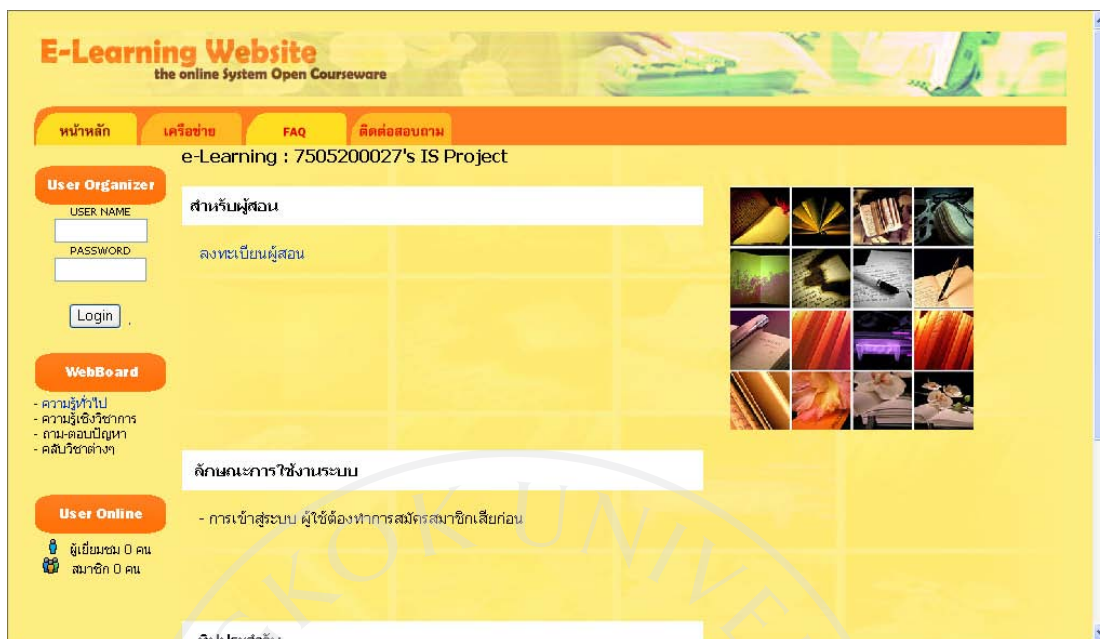 E-Learning Website
the online System Open Courseware
หน้าหลัก
เครือข่าย
FAQ
ติดต่อสอบถาม
e-Learning : 7505200027's IS Project
User Organizer
USER NAME
PASSWORD
Login
WebBoard
- ความรู้ทั่วไป
- ความรู้เชิงวิชาการ
- ถาม-ตอบปัญหา
- คลับวิชาต่างๆ
User Online
ผู้เยี่ยมชม 0 คน
สมาชิก 0 คน
สำหรับผู้สอน
ลงทะเบียนผู้สอน
ลักษณะการใช้งานระบบ
- การเข้าสู่ระบบ ผู้ใช้ต้องทำการสมัครสมาชิกเสียก่อน